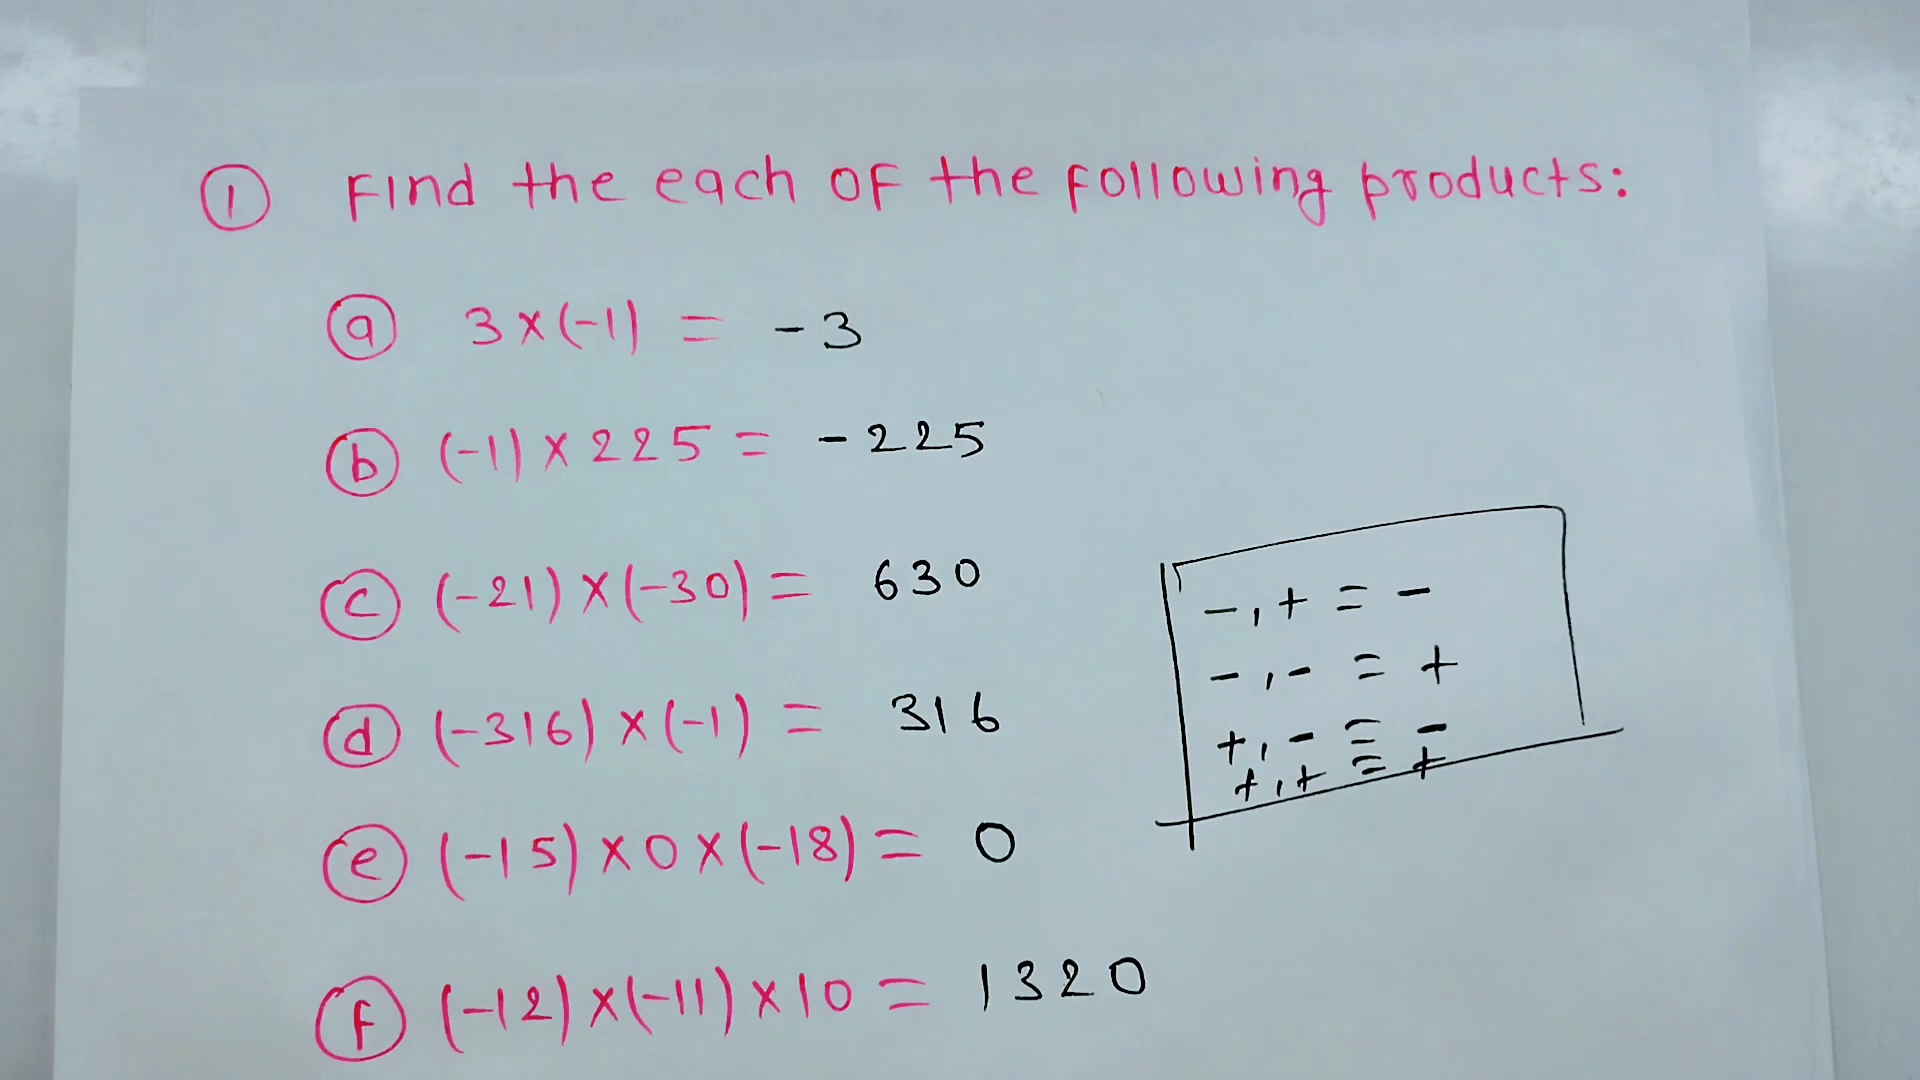 ① Find the each of the following products:
ⓐ 3×(-1) = -3
ⓑ (-1)×225 = -225
ⓒ (-21)×(-30) = 630
ⓓ (-316)×(-1) = 316
ⓔ (-15)×0×(-18) = 0
ⓕ (-12)×(-11)×10 = 1320
-,+ = -
-,- = +
+,- = -
+,+ = +